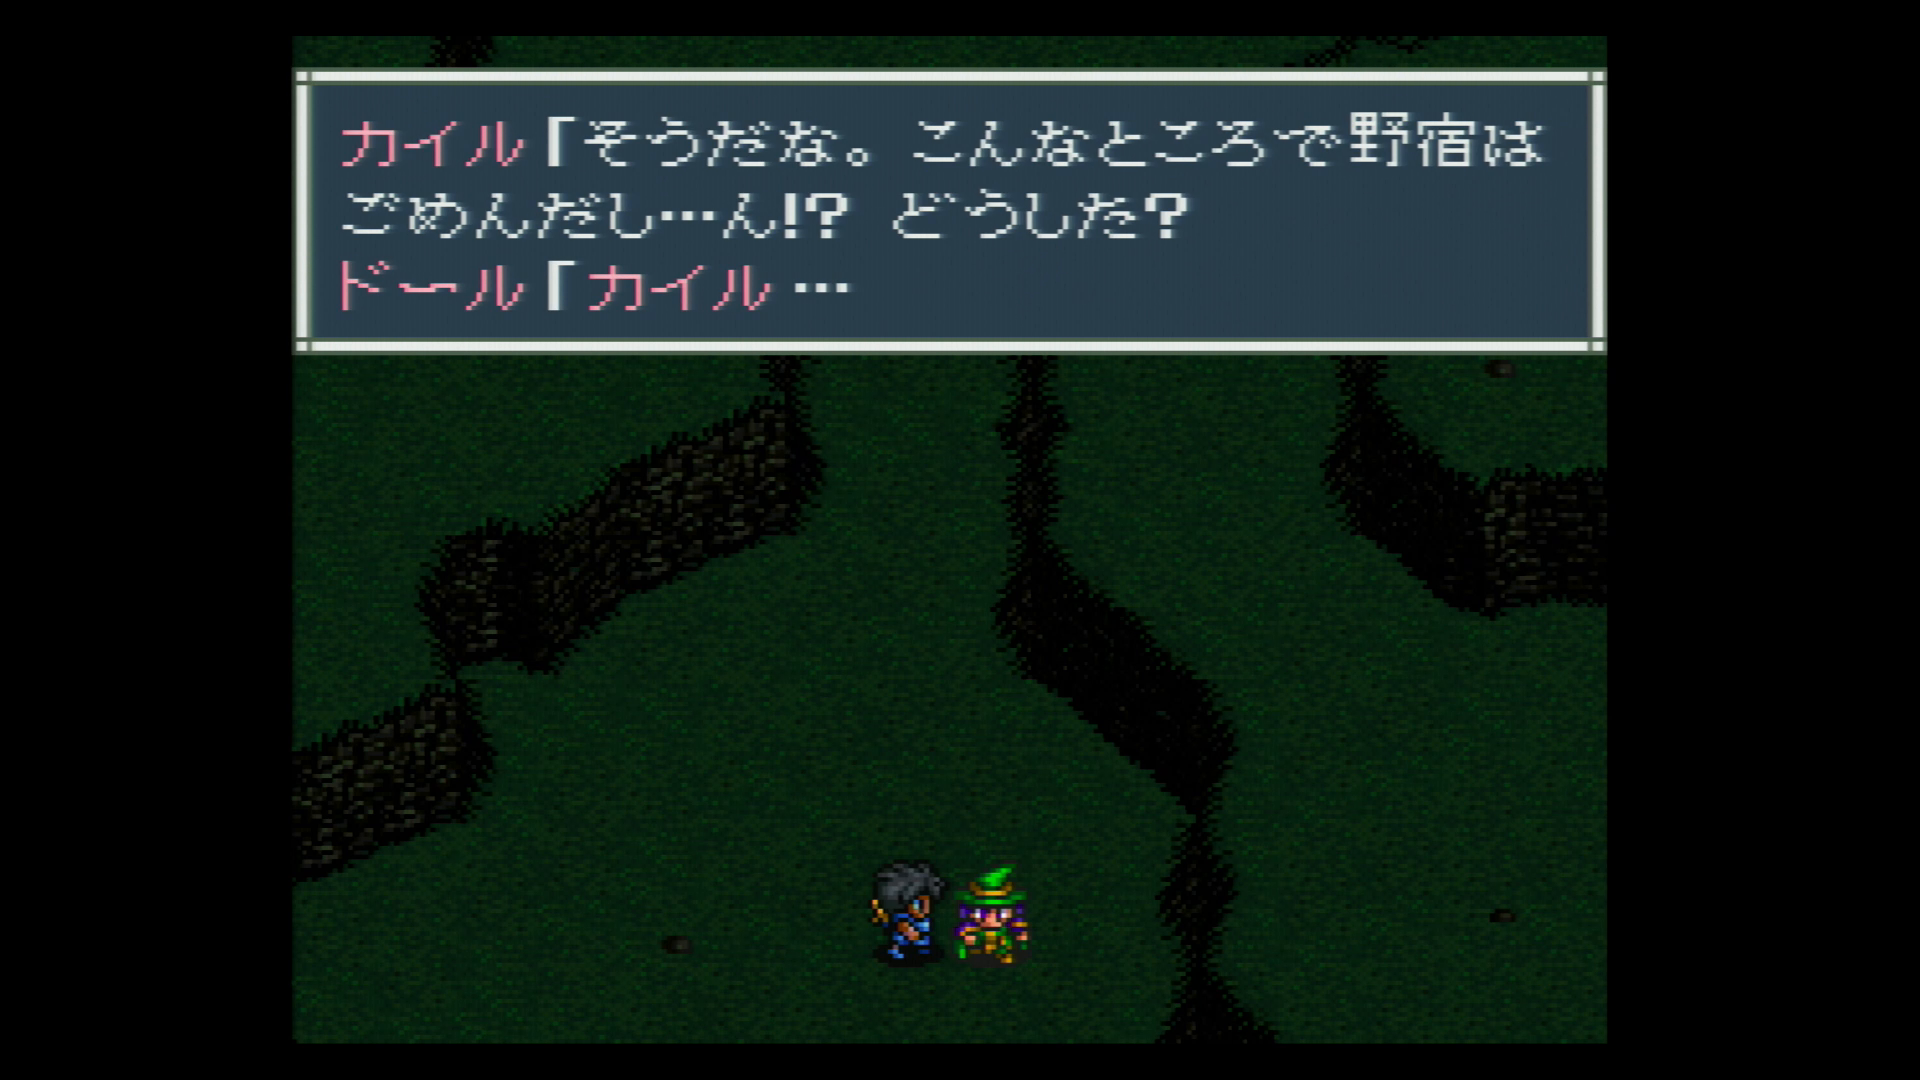 カイル「そうだな。 こんなところで野宿は
ごめんだし…ん!? どうした?
ドール「カイル…